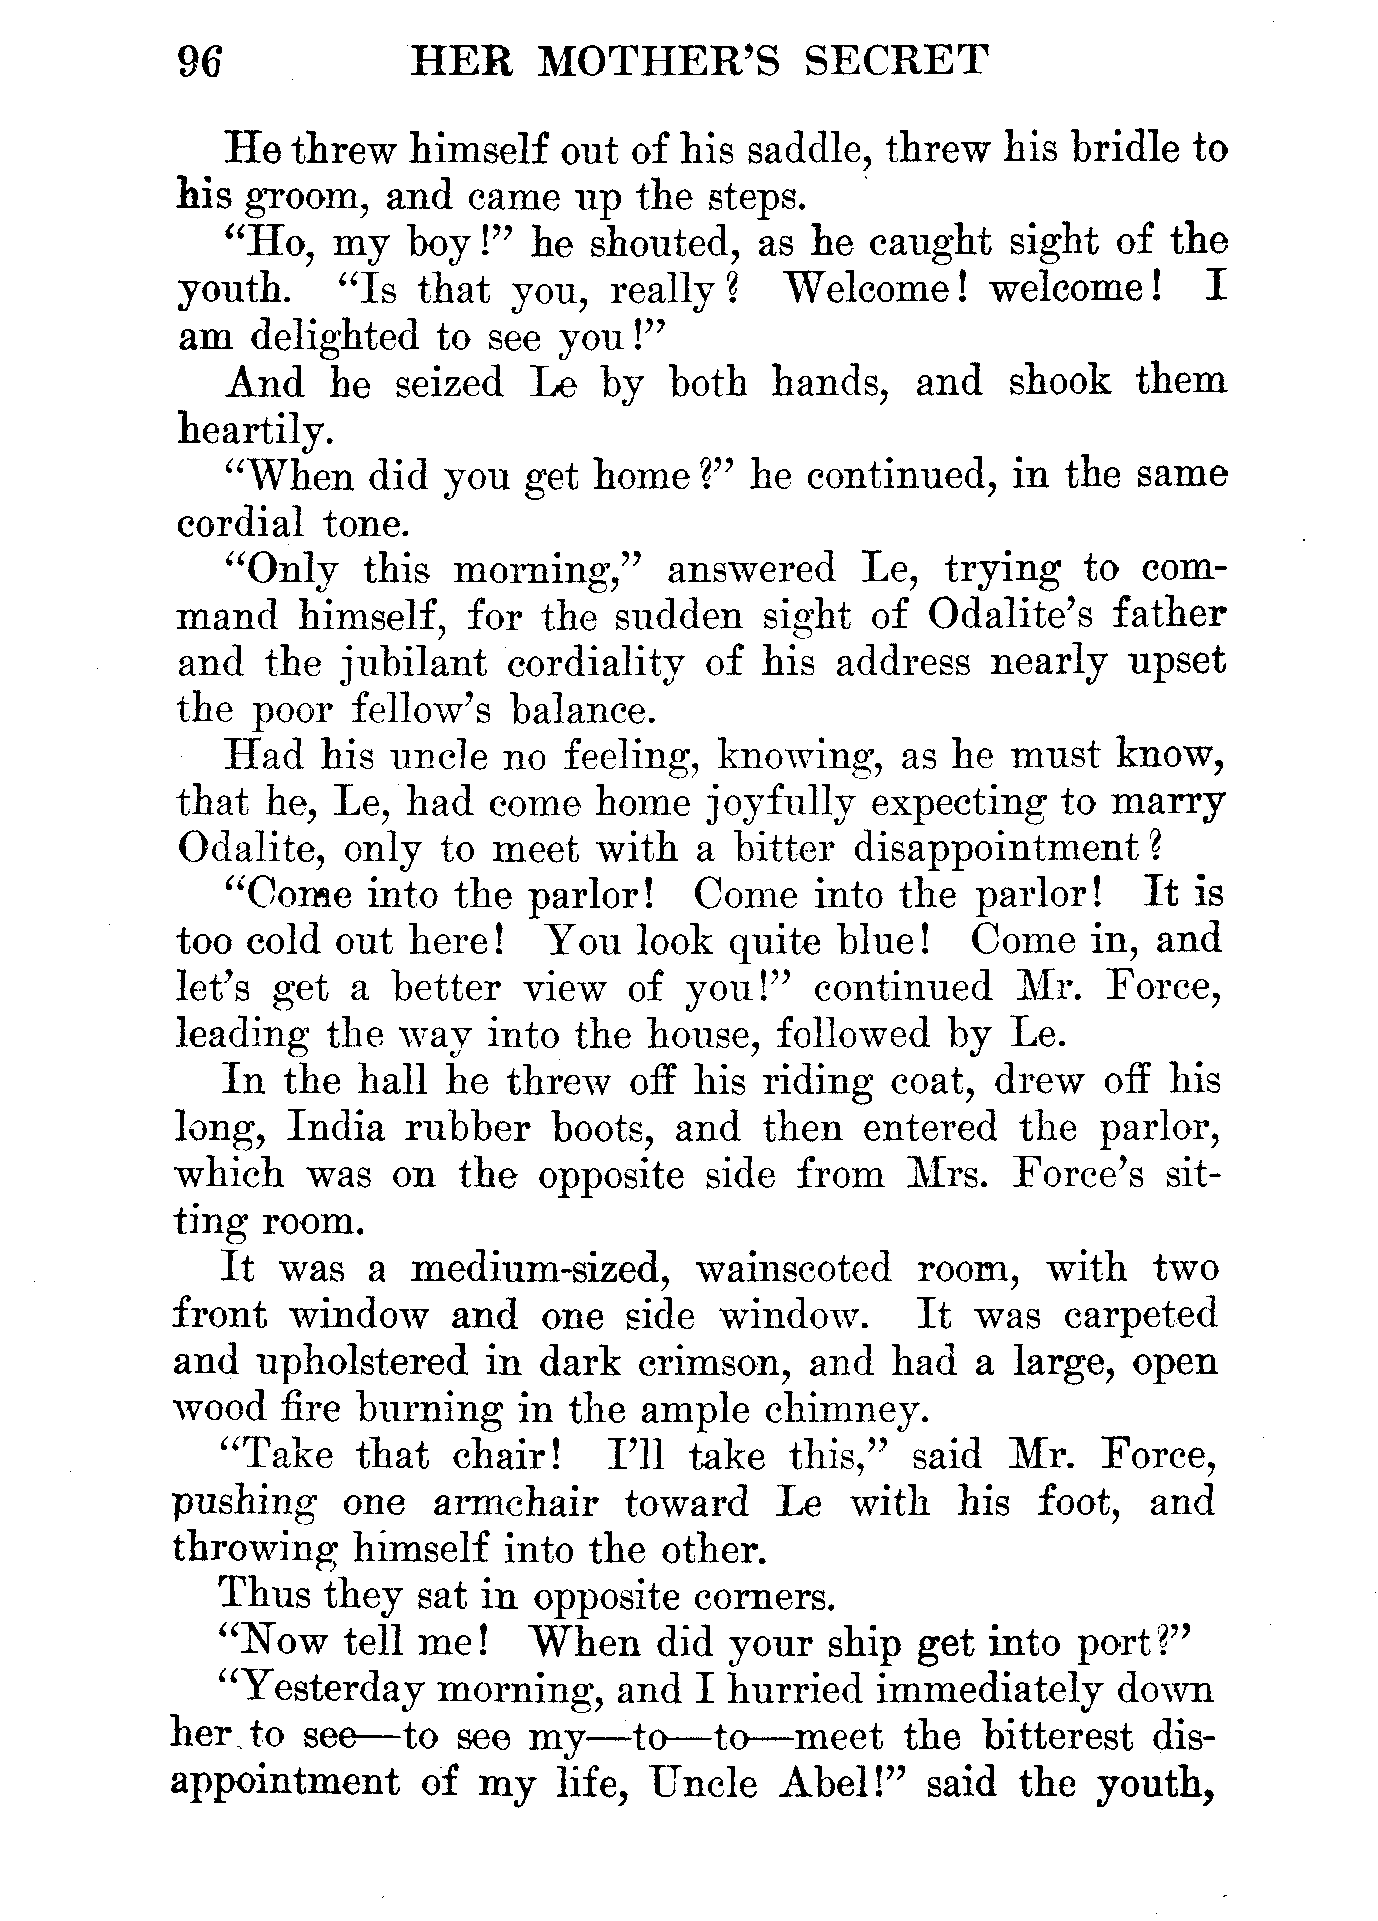 96 HER MOTHER'S SECRET
He threw himself out of his saddle, threw his bridle to
his groom, and came up the steps.
"Ho, my boy!" he shouted, as he caught sight of the
youth. "Is that you, really? Welcome! welcome! I
am delighted to see you!"
And he seized Le by both hands, and shook them
heartily.
"When did you get home?" he continued, in the same
cordial tone.
"Only this morning," answered Le, trying to com-
mand himself, for the sudden sight of Odalite's father
and the jubilant cordiality of his address nearly upset
the poor fellow's balance.
Had his uncle no feeling, knowing, as he must know,
that he, Le, had come home joyfully expecting to marry
Odalite, only to meet with a bitter disappointment?
"Come into the parlor! Come into the parlor! It is
too cold out here! You look quite blue! Come in, and
let's get a better view of you!" continued Mr. Force,
leading the way into the house, followed by Le.
In the hall he threw off his riding coat, drew off his
long, India rubber boots, and then entered the parlor,
which was on the opposite side from Mrs. Force's sit-
ting room.
It was a medium-sized, wainscoted room, with two
front window and one side window. It was carpeted
and upholstered in dark crimson, and had a large, open
wood fire burning in the ample chimney.
"Take that chair! I'll take this," said Mr. Force,
pushing one armchair toward Le with his foot, and
throwing himself into the other.
Thus they sat in opposite corners.
"Now tell me! When did your ship get into port?"
"Yesterday morning, and I hurried immediately down
her to see—to see my—to—to—meet the bitterest dis-
appointment of my life, Uncle Abel!" said the youth,